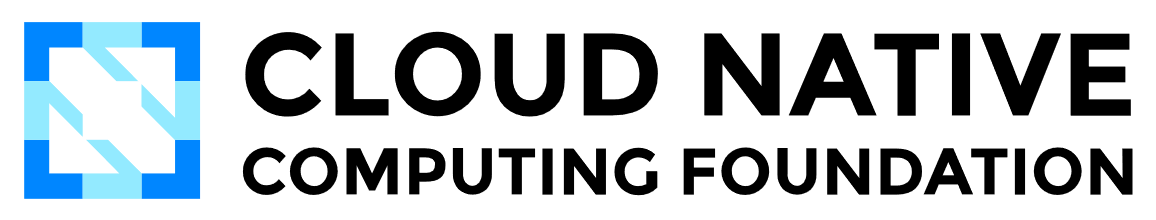 CLOUD NATIVE
COMPUTING FOUNDATION